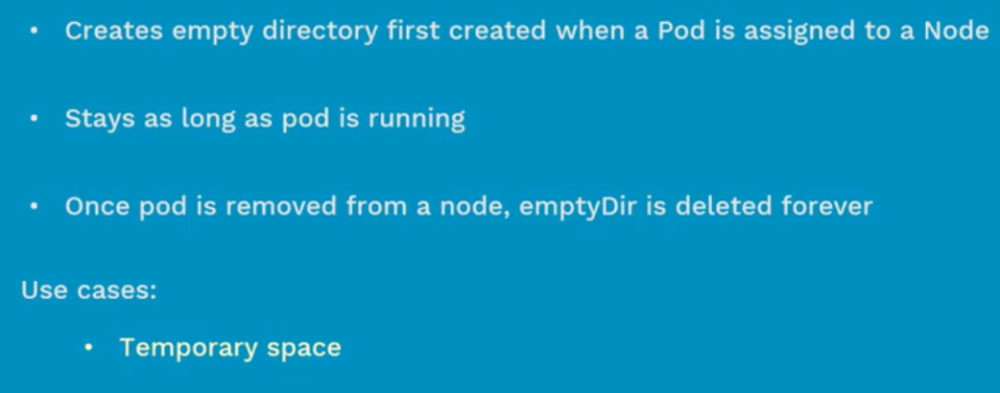 • Creates empty directory first created when a Pod is assigned to a Node
• Stays as long as pod is running
• Once pod is removed from a node, emptyDir is deleted forever
Use cases:
• Temporary space